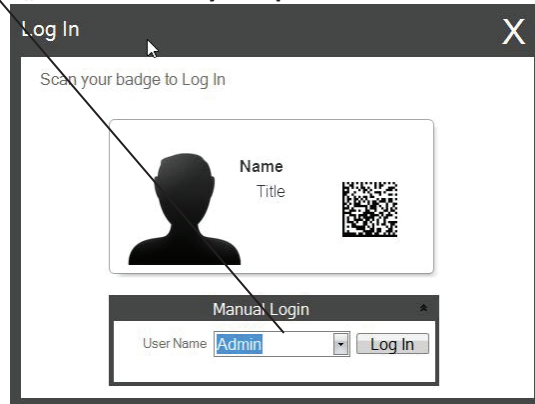 Log In X
Scan your badge to Log In
Name
Title
Manual Login
User Name Admin Log In